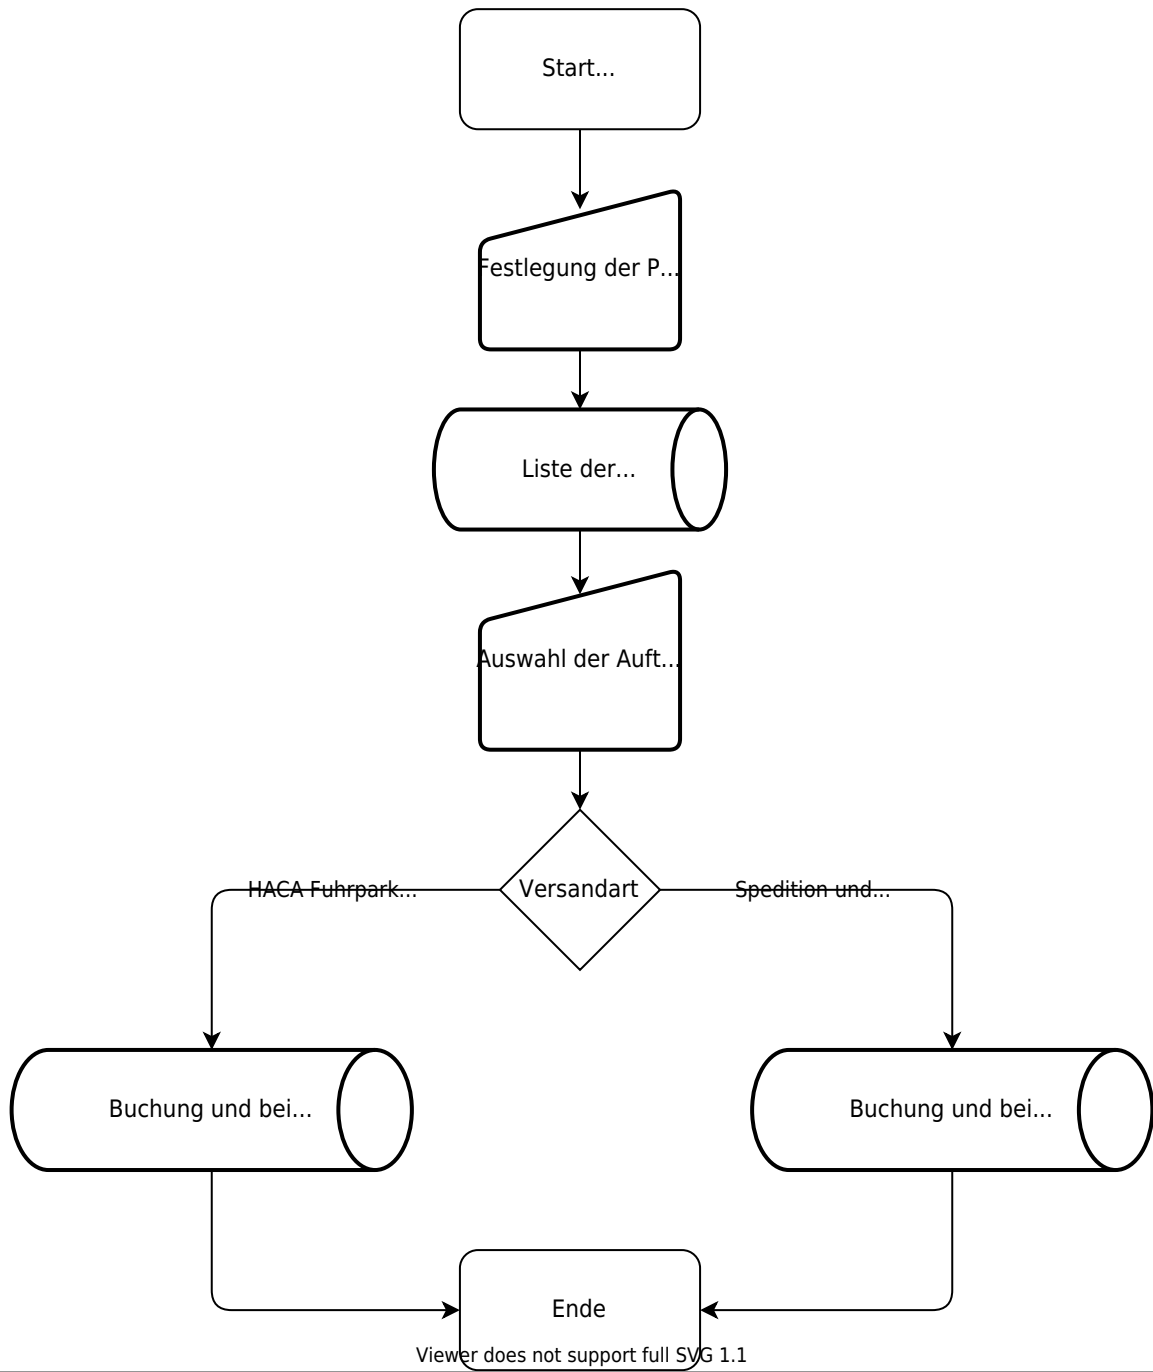 Start...
Festlegung der P...
Liste der...
Auswahl der Auft...
Versandart
HACA Fuhrpark...
Spedition und...
Buchung und bei...
Buchung und bei...
Ende
Viewer does not support full SVG 1.1